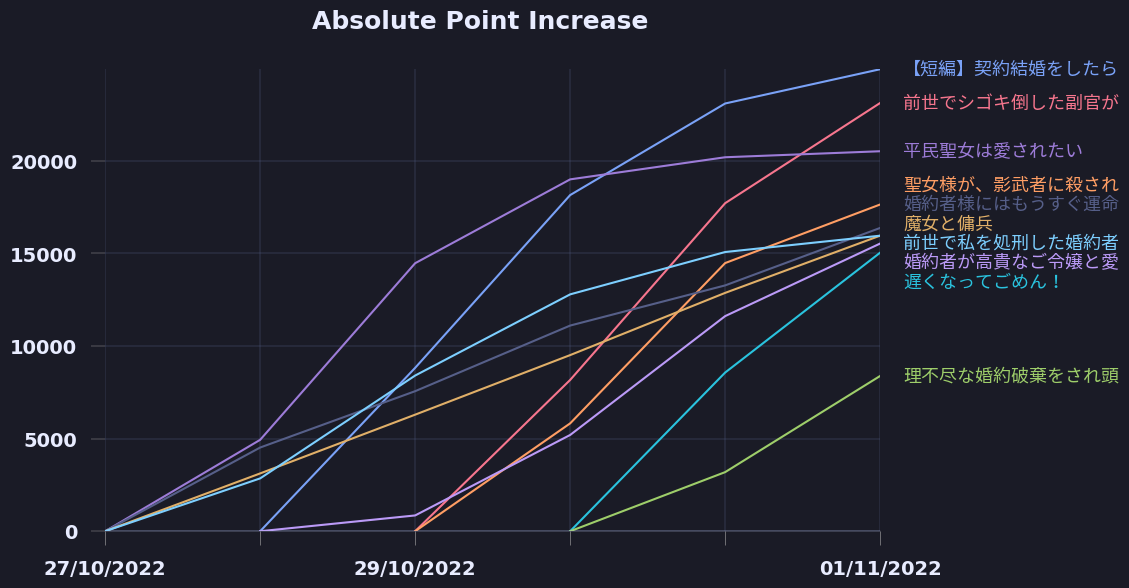 Absolute Point Increase
【短編】契約結婚をしたら
前世でシゴキ倒した副官が
20000
平民聖女は愛されたい
聖女様が、影武者に殺され
婚約者様にはもうすぐ運命
魔女と傭兵
15000
前世で私を処刑した婚約者
婚約者が高貴なご令嬢と愛
遅くなってごめん！
10000
理不尽な婚約破棄をされ頭
5000
0
27/10/2022
29/10/2022
01/11/2022